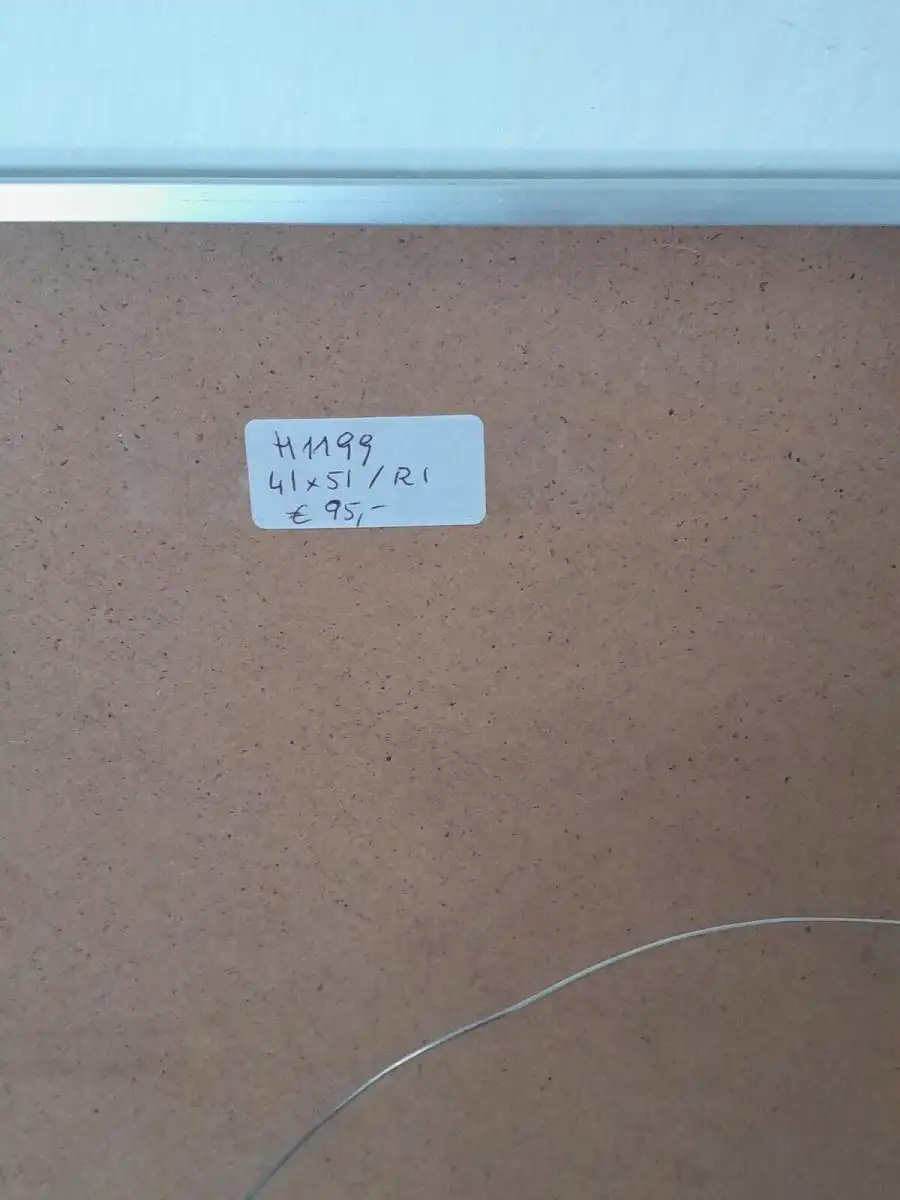 H1199
41x51 / R1
€ 95,-